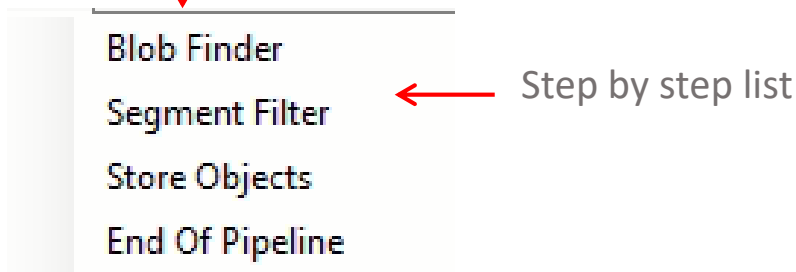 Blob Finder
Segment Filter
Step by step list
Store Objects
End Of Pipeline